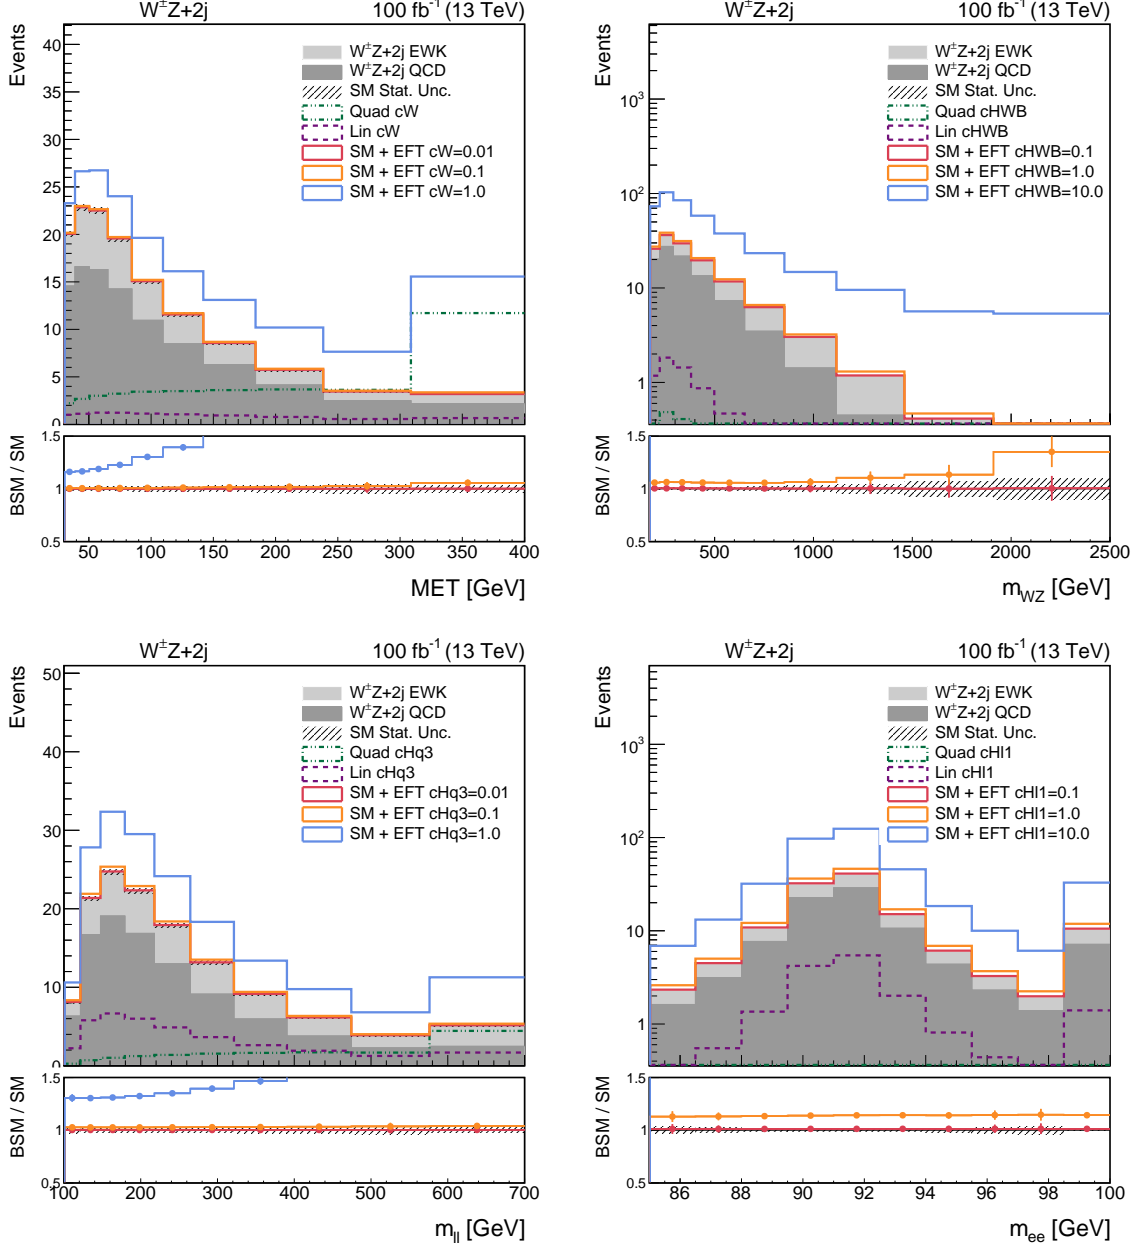 W±Z+2j 100 fb⁻¹ (13 TeV)
Events
40
35
30
25
20
15
10
5
0
W±Z+2j EWK
W±Z+2j QCD
SM Stat. Unc.
Quad cW
Lin cW
SM + EFT cW=0.01
SM + EFT cW=0.1
SM + EFT cW=1.0
BSM / SM
1.5
1
0.5
50 100 150 200 250 300 350 400
MET [GeV]
W±Z+2j 100 fb⁻¹ (13 TeV)
Events
10³
10²
10
1
W±Z+2j EWK
W±Z+2j QCD
SM Stat. Unc.
Quad cHWB
Lin cHWB
SM + EFT cHWB=0.1
SM + EFT cHWB=1.0
SM + EFT cHWB=10.0
BSM / SM
1.5
1
0.5
500 1000 1500 2000 2500
m_WZ [GeV]
W±Z+2j 100 fb⁻¹ (13 TeV)
Events
50
40
30
20
10
0
W±Z+2j EWK
W±Z+2j QCD
SM Stat. Unc.
Quad cHq3
Lin cHq3
SM + EFT cHq3=0.01
SM + EFT cHq3=0.1
SM + EFT cHq3=1.0
BSM / SM
1.5
1
0.5
100 200 300 400 500 600 700
m_ll [GeV]
W±Z+2j 100 fb⁻¹ (13 TeV)
Events
10³
10²
10
1
W±Z+2j EWK
W±Z+2j QCD
SM Stat. Unc.
Quad cHl1
Lin cHl1
SM + EFT cHl1=0.1
SM + EFT cHl1=1.0
SM + EFT cHl1=10.0
BSM / SM
1.5
1
0.5
86 88 90 92 94 96 98 100
m_ee [GeV]